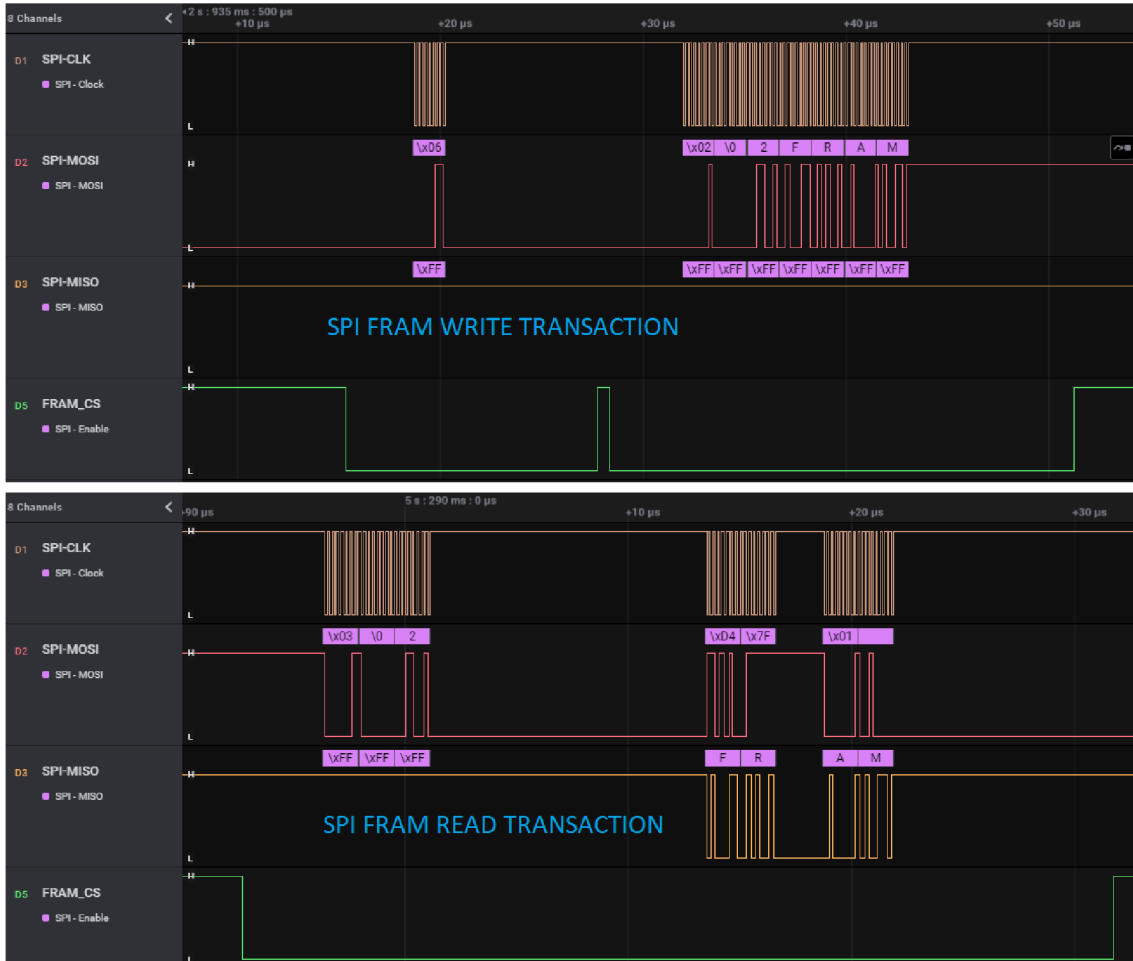 8 Channels
<
2 s : 935 ms : 500 µs
+10 µs +20 µs +30 µs +40 µs +50 µs
D1 SPI-CLK
SPI - Clock
H
L
D2 SPI-MOSI
SPI - MOSI
H
L
\x06 \x02 \0 2 F R A M
D3 SPI-MISO
SPI - MISO
H
L
\xFF \xFF \xFF \xFF \xFF \xFF \xFF \xFF
SPI FRAM WRITE TRANSACTION
D5 FRAM_CS
SPI - Enable
H
L
8 Channels
<
5 s : 290 ms : 0 µs
+90 µs +10 µs +20 µs +30 µs
D1 SPI-CLK
SPI - Clock
H
L
D2 SPI-MOSI
SPI - MOSI
H
L
\x03 \0 2 \xD4 \x7F \x01
D3 SPI-MISO
SPI - MISO
H
L
\xFF \xFF \xFF F R A M
SPI FRAM READ TRANSACTION
D5 FRAM_CS
SPI - Enable
H